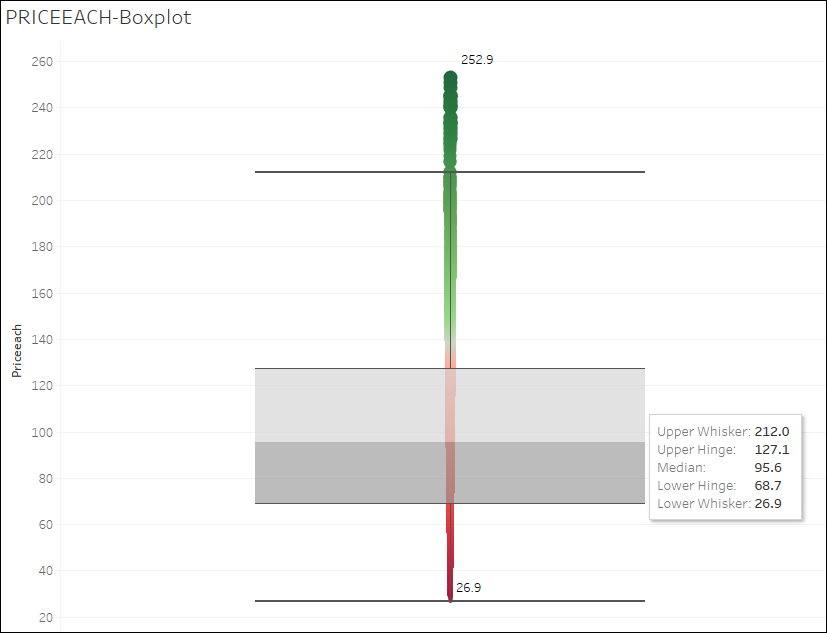 PRICEEACH-Boxplot
252.9
260
240
220
200
180
160
140
120
100
80
60
40
20
Priceeach
Upper Whisker: 212.0
Upper Hinge: 127.1
Median: 95.6
Lower Hinge: 68.7
Lower Whisker: 26.9
26.9